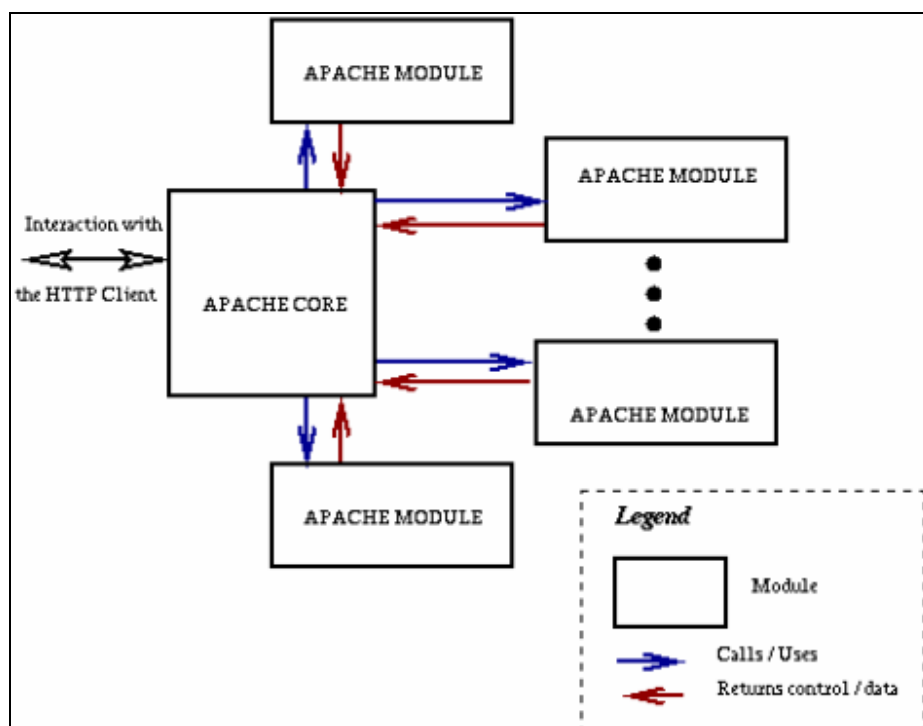 APACHE MODULE
APACHE MODULE
Interaction with
the HTTP Client
APACHE CORE
APACHE MODULE
APACHE MODULE
Legend
Module
Calls / Uses
Returns control / data